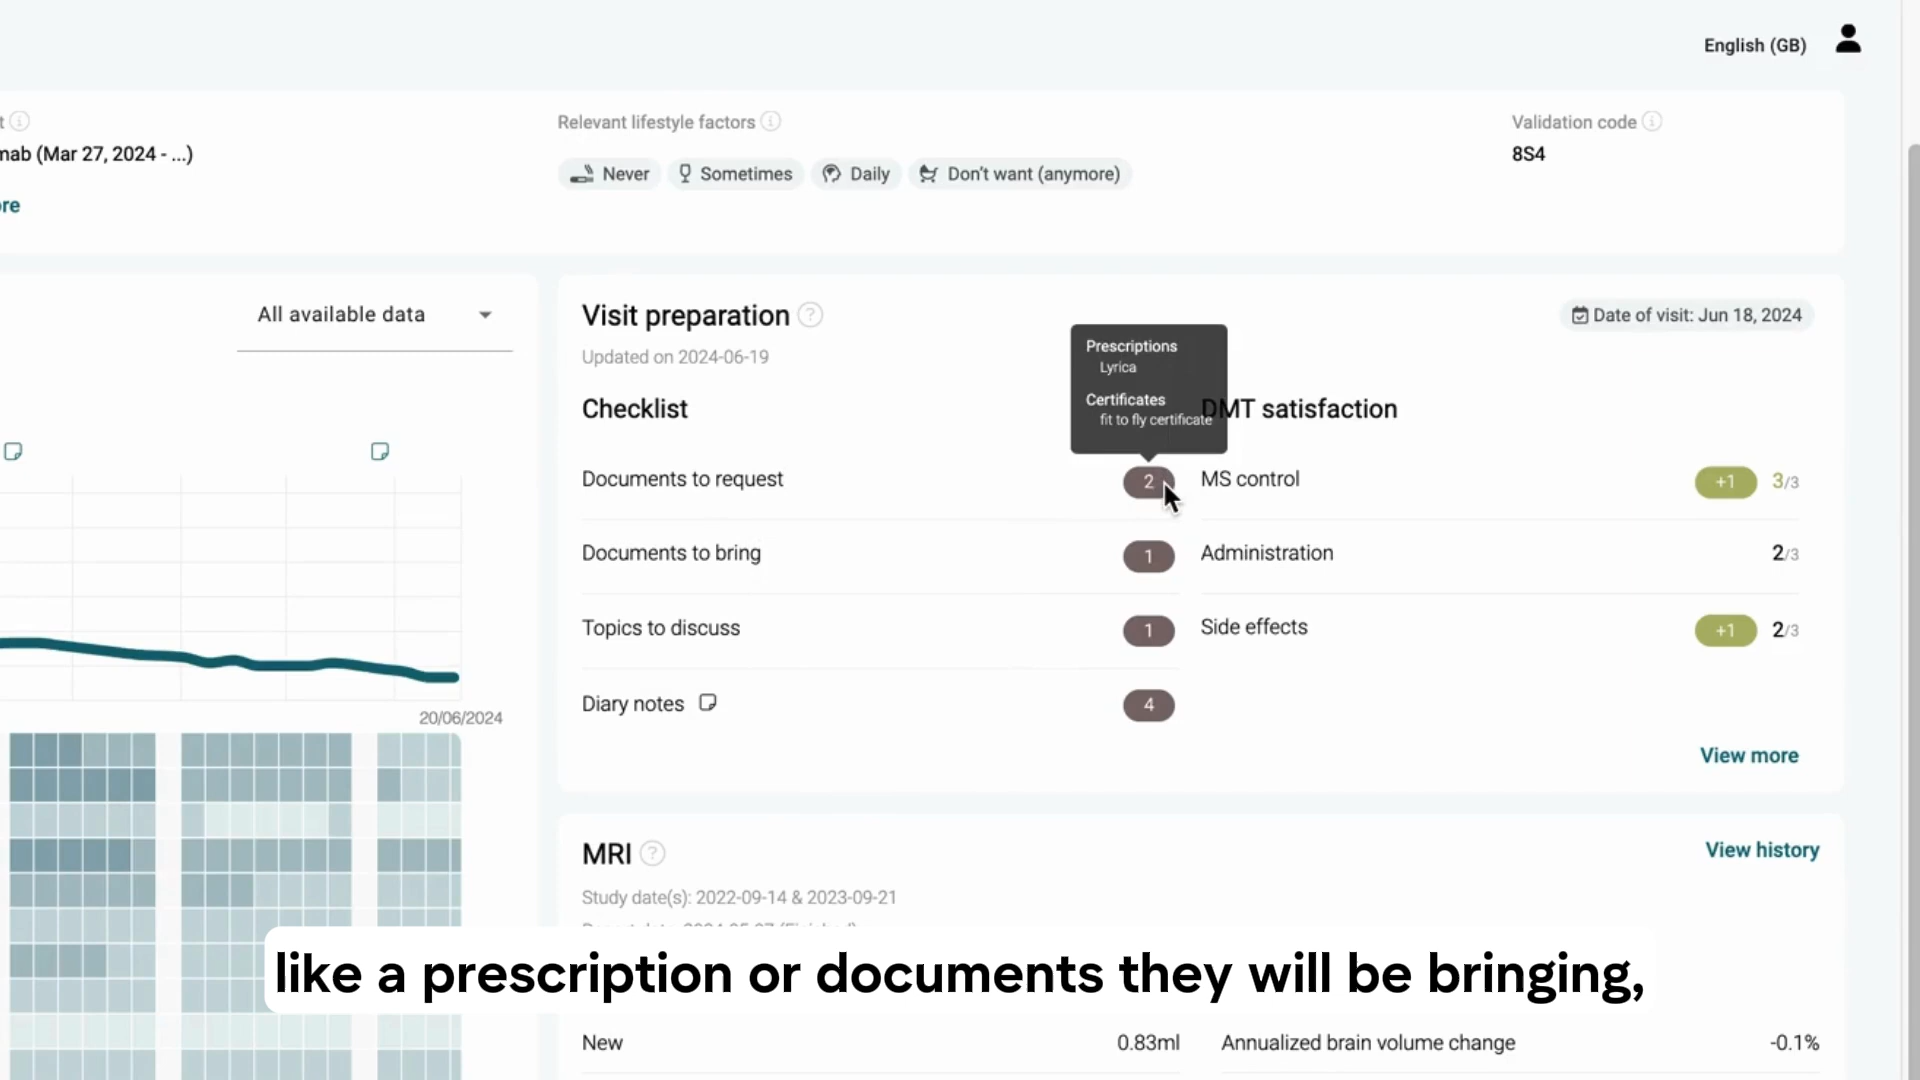 English (GB)
mab (Mar 27, 2024 - ...)
Relevant lifestyle factors
Never
Sometimes
Daily
Don't want (anymore)
Validation code
8S4
All available data
20/06/2024
Visit preparation
Updated on 2024-06-19
Date of visit: Jun 18, 2024
Prescriptions
Lyrica
Certificates
fit to fly certificate
Checklist
Documents to request 2
Documents to bring 1
Topics to discuss 1
Diary notes 4
DMT satisfaction
MS control +1 3/3
Administration 2/3
Side effects +1 2/3
View more
MRI
View history
Study date(s): 2022-09-14 & 2023-09-21
like a prescription or documents they will be bringing,
New 0.83ml
Annualized brain volume change -0.1%